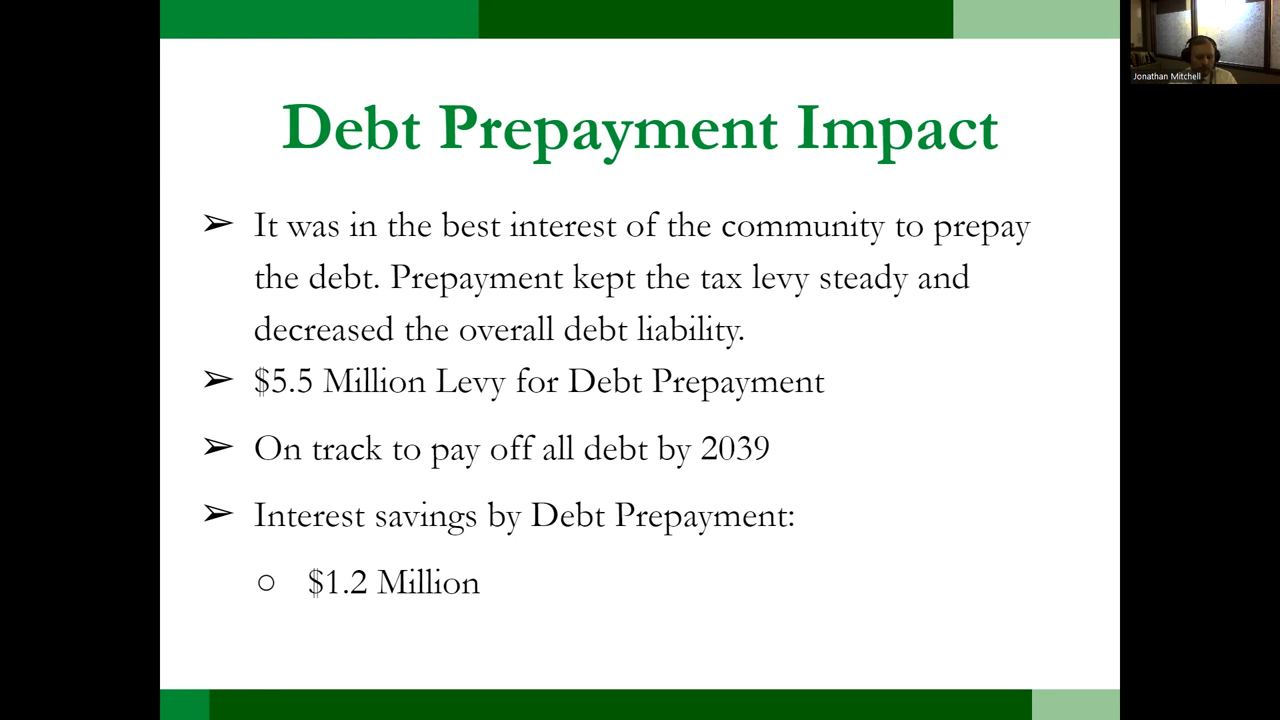 Debt Prepayment Impact
➢ It was in the best interest of the community to prepay
the debt. Prepayment kept the tax levy steady and
decreased the overall debt liability.
➢ $5.5 Million Levy for Debt Prepayment
➢ On track to pay off all debt by 2039
➢ Interest savings by Debt Prepayment:
○ $1.2 Million
Jonathan Mitchell